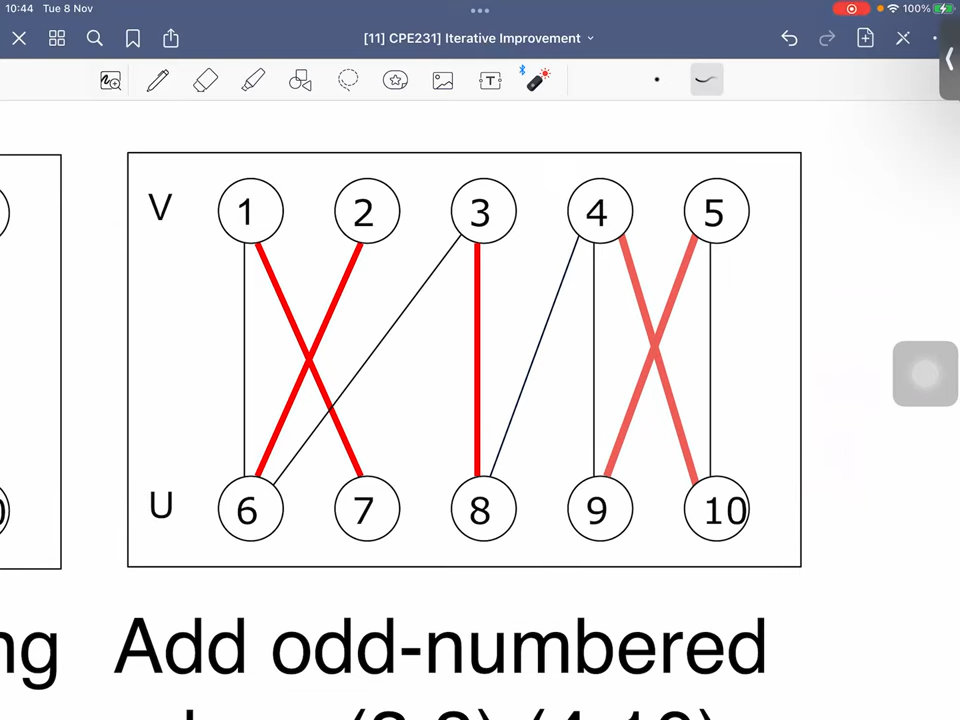 10:44 Tue 8 Nov 100%
[11] CPE231] Iterative Improvement
V 1 2 3 4 5
U 6 7 8 9 10
ng Add odd-numbered